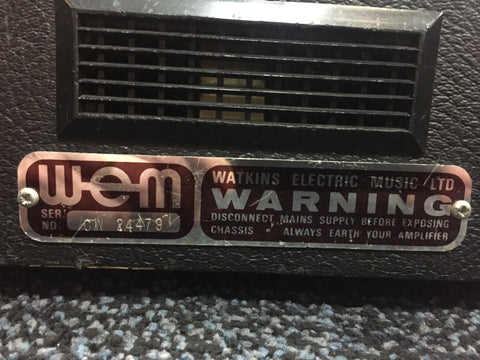 wem
SER.
NO. CN 24479
WATKINS ELECTRIC MUSIC LTD
WARNING
DISCONNECT MAINS SUPPLY BEFORE EXPOSING
CHASSIS . ALWAYS EARTH YOUR AMPLIFIER